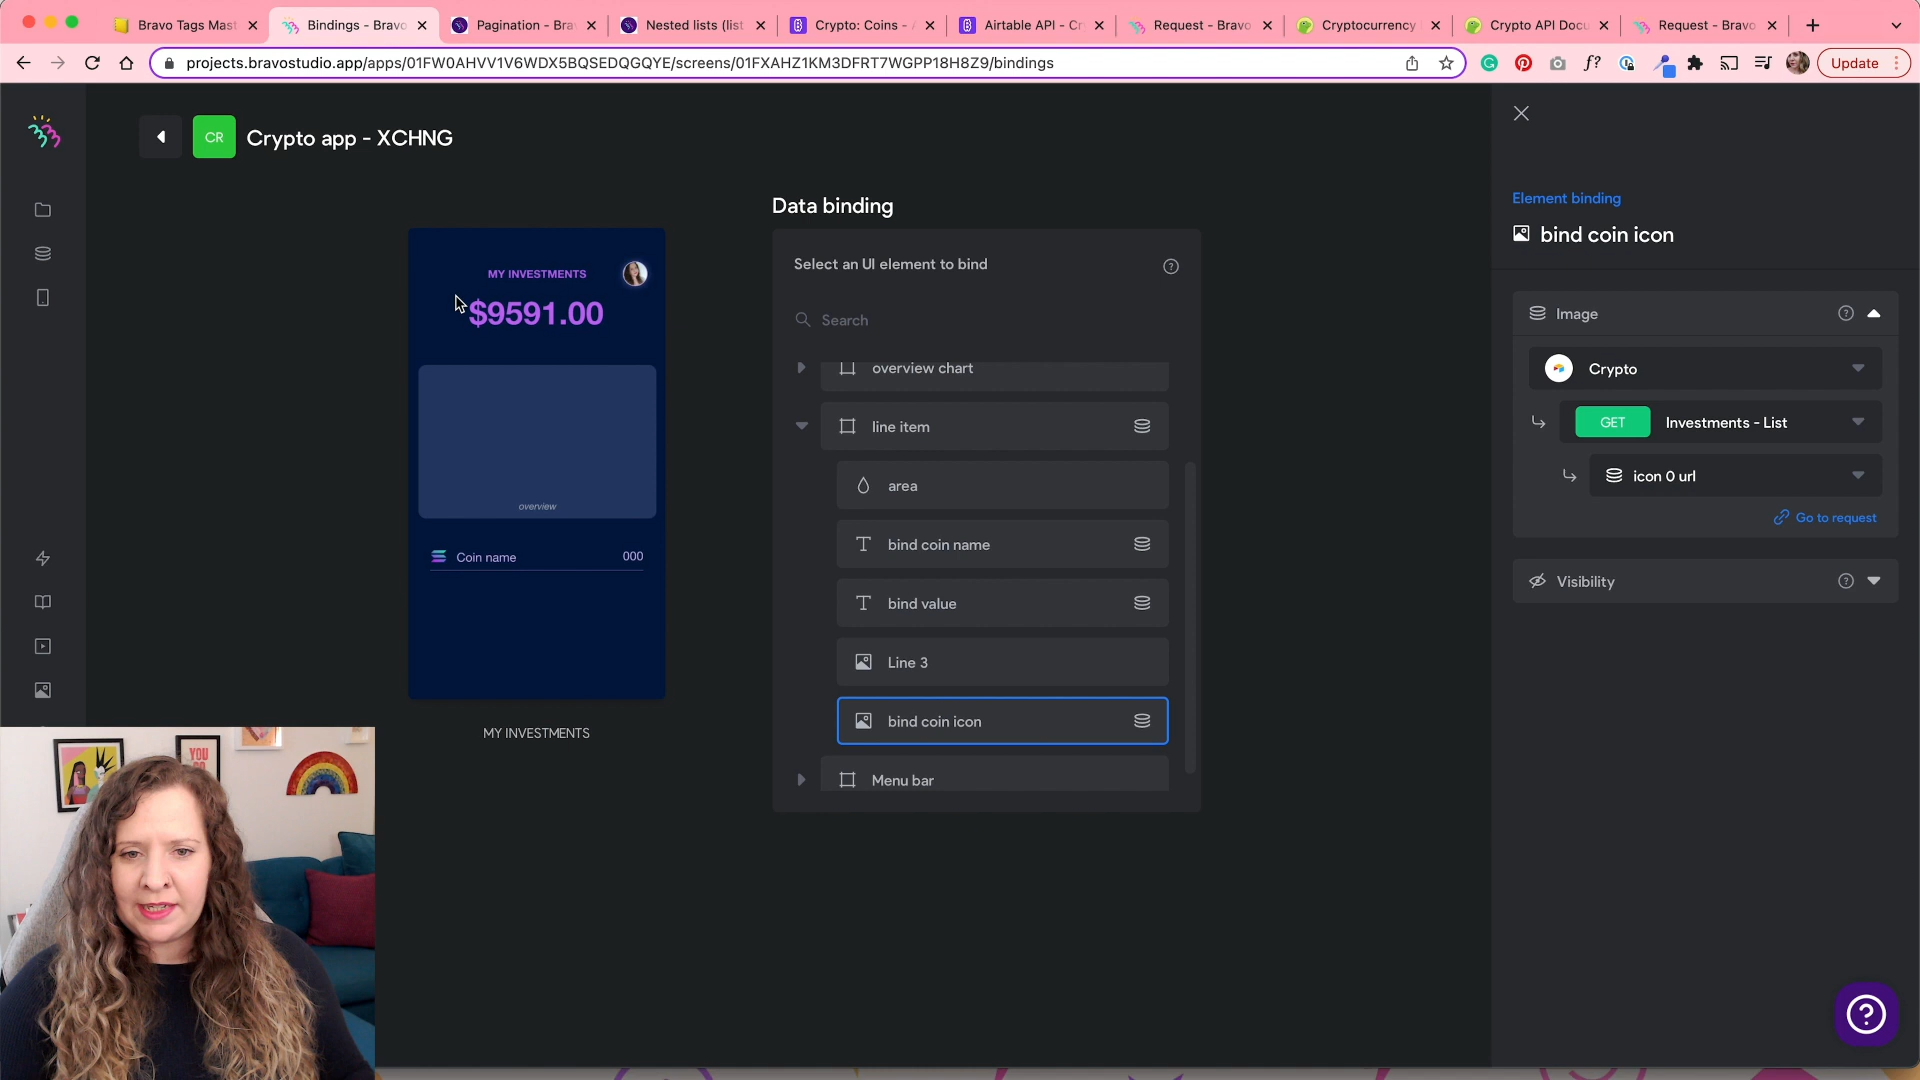 Bravo Tags Mast
Bindings - Bravo
Pagination - Bra
Nested lists (list
Crypto: Coins - A
Airtable API - Cr
Request - Bravo
Cryptocurrency
Crypto API Docu
Request - Bravo
projects.bravostudio.app/apps/01FW0AHVV1V6WDX5BQSEDQGQYE/screens/01FXAHZ1KM3DFRT7WGPP18H8Z9/bindings
f?
Update
CR
Crypto app - XCHNG
MY INVESTMENTS
$9591.00
overview
Coin name 000
MY INVESTMENTS
Data binding
Select an UI element to bind
Search
overview chart
line item
area
bind coin name
bind value
Line 3
bind coin icon
Menu bar
Element binding
bind coin icon
Image
Crypto
GET Investments - List
icon 0 url
Go to request
Visibility
YOU